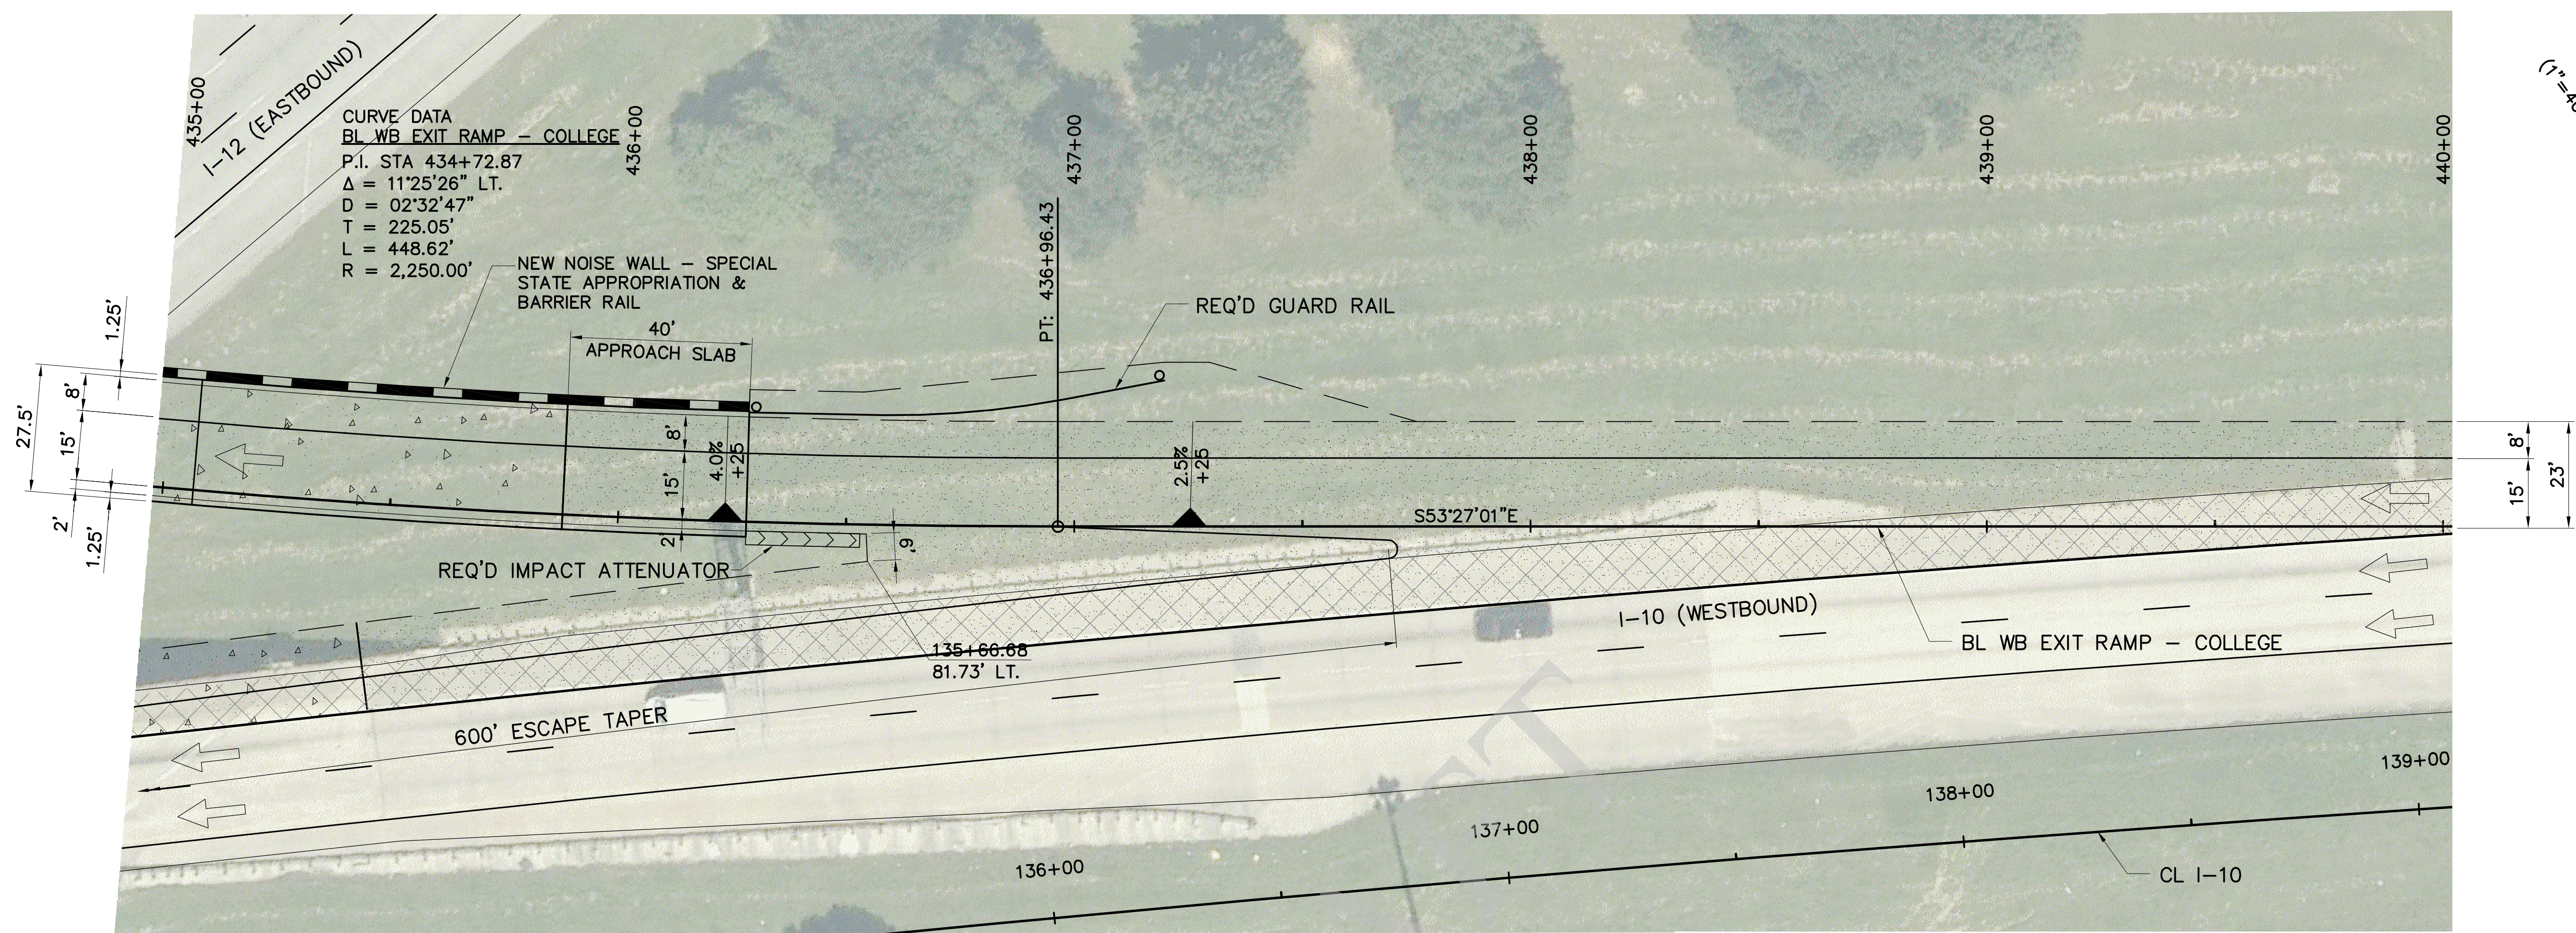 435+00
I-12 (EASTBOUND)
CURVE DATA
BL WB EXIT RAMP – COLLEGE
P.I. STA 434+72.87
Δ = 11°25'26" LT.
D = 02°32'47"
T = 225.05'
L = 448.62'
R = 2,250.00'
436+00
437+00
438+00
439+00
440+00
(1"=40
NEW NOISE WALL – SPECIAL
STATE APPROPRIATION &
BARRIER RAIL
40'
APPROACH SLAB
PT: 436+96.43
REQ'D GUARD RAIL
1.25'
8'
27.5'
15'
2'
1.25'
8'
15'
2'
4.0%
+25
2.5%
+25
S53°27'01"E
8'
15'
23'
6'
REQ'D IMPACT ATTENUATOR
135+66.68
81.73' LT.
I-10 (WESTBOUND)
BL WB EXIT RAMP – COLLEGE
600' ESCAPE TAPER
136+00
137+00
138+00
139+00
CL I-10